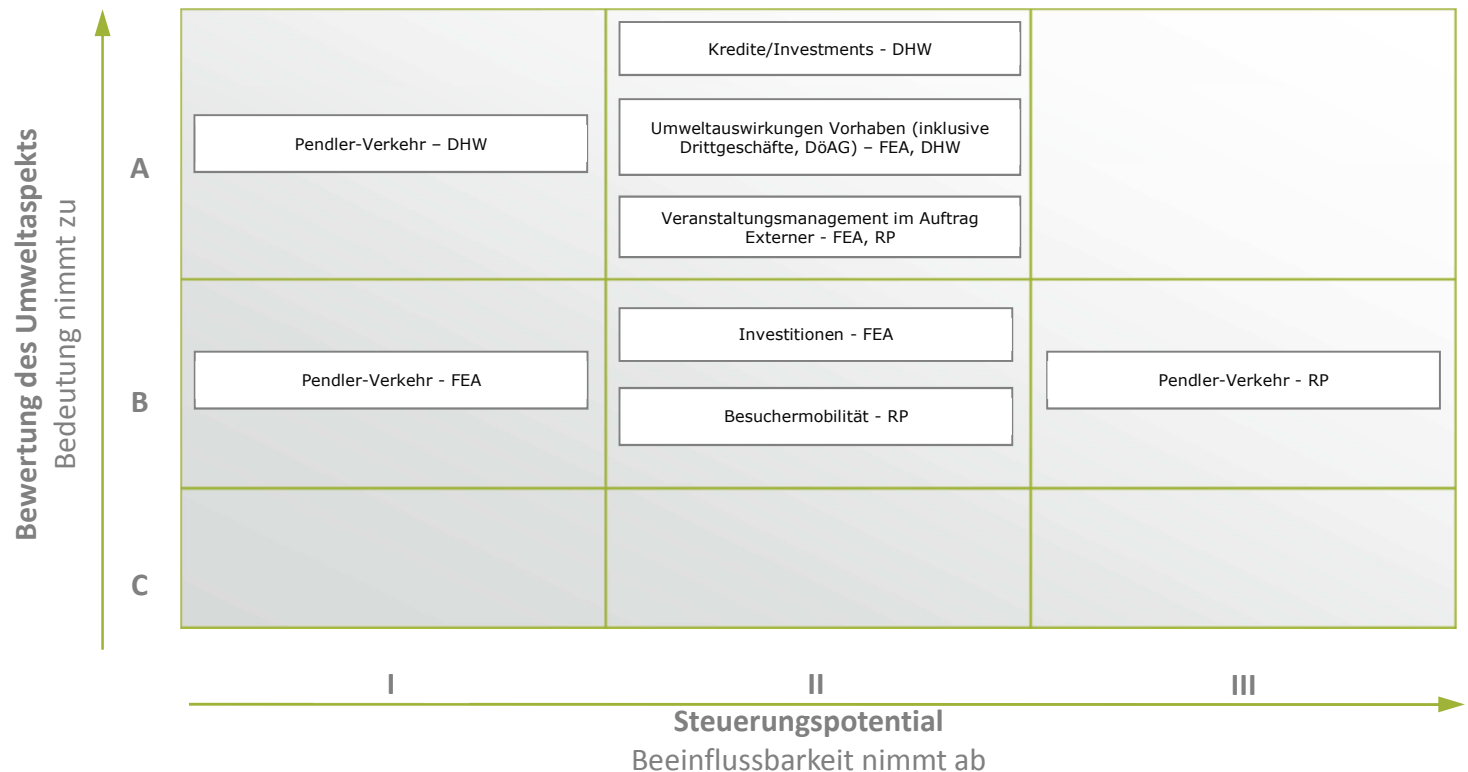 Bewertung des Umweltaspekts
Bedeutung nimmt zu
A
Pendler-Verkehr – DHW
Kredite/Investments - DHW
Umweltauswirkungen Vorhaben (inklusive
Drittgeschäfte, DöAG) – FEA, DHW
Veranstaltungsmanagement im Auftrag
Externer - FEA, RP
B
Pendler-Verkehr - FEA
Investitionen - FEA
Besuchermobilität - RP
Pendler-Verkehr - RP
C
I
II
III
Steuerungspotential
Beeinflussbarkeit nimmt ab